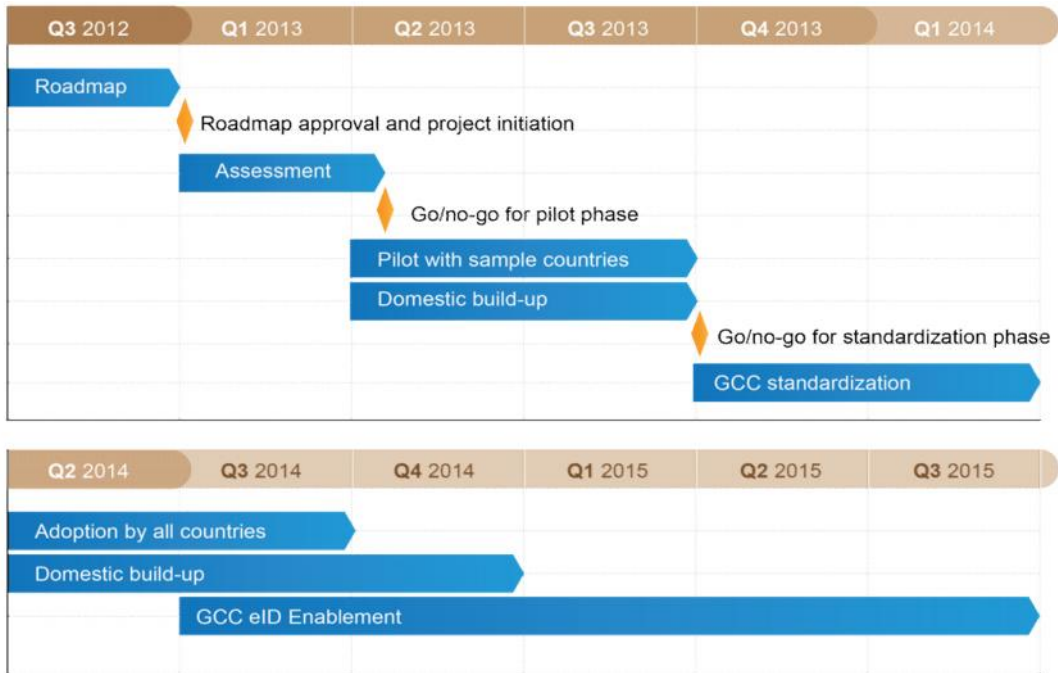 Q3 2012 Q1 2013 Q2 2013 Q3 2013 Q4 2013 Q1 2014
Roadmap
Roadmap approval and project initiation
Assessment
Go/no-go for pilot phase
Pilot with sample countries
Domestic build-up
Go/no-go for standardization phase
GCC standardization
Q2 2014 Q3 2014 Q4 2014 Q1 2015 Q2 2015 Q3 2015
Adoption by all countries
Domestic build-up
GCC eID Enablement